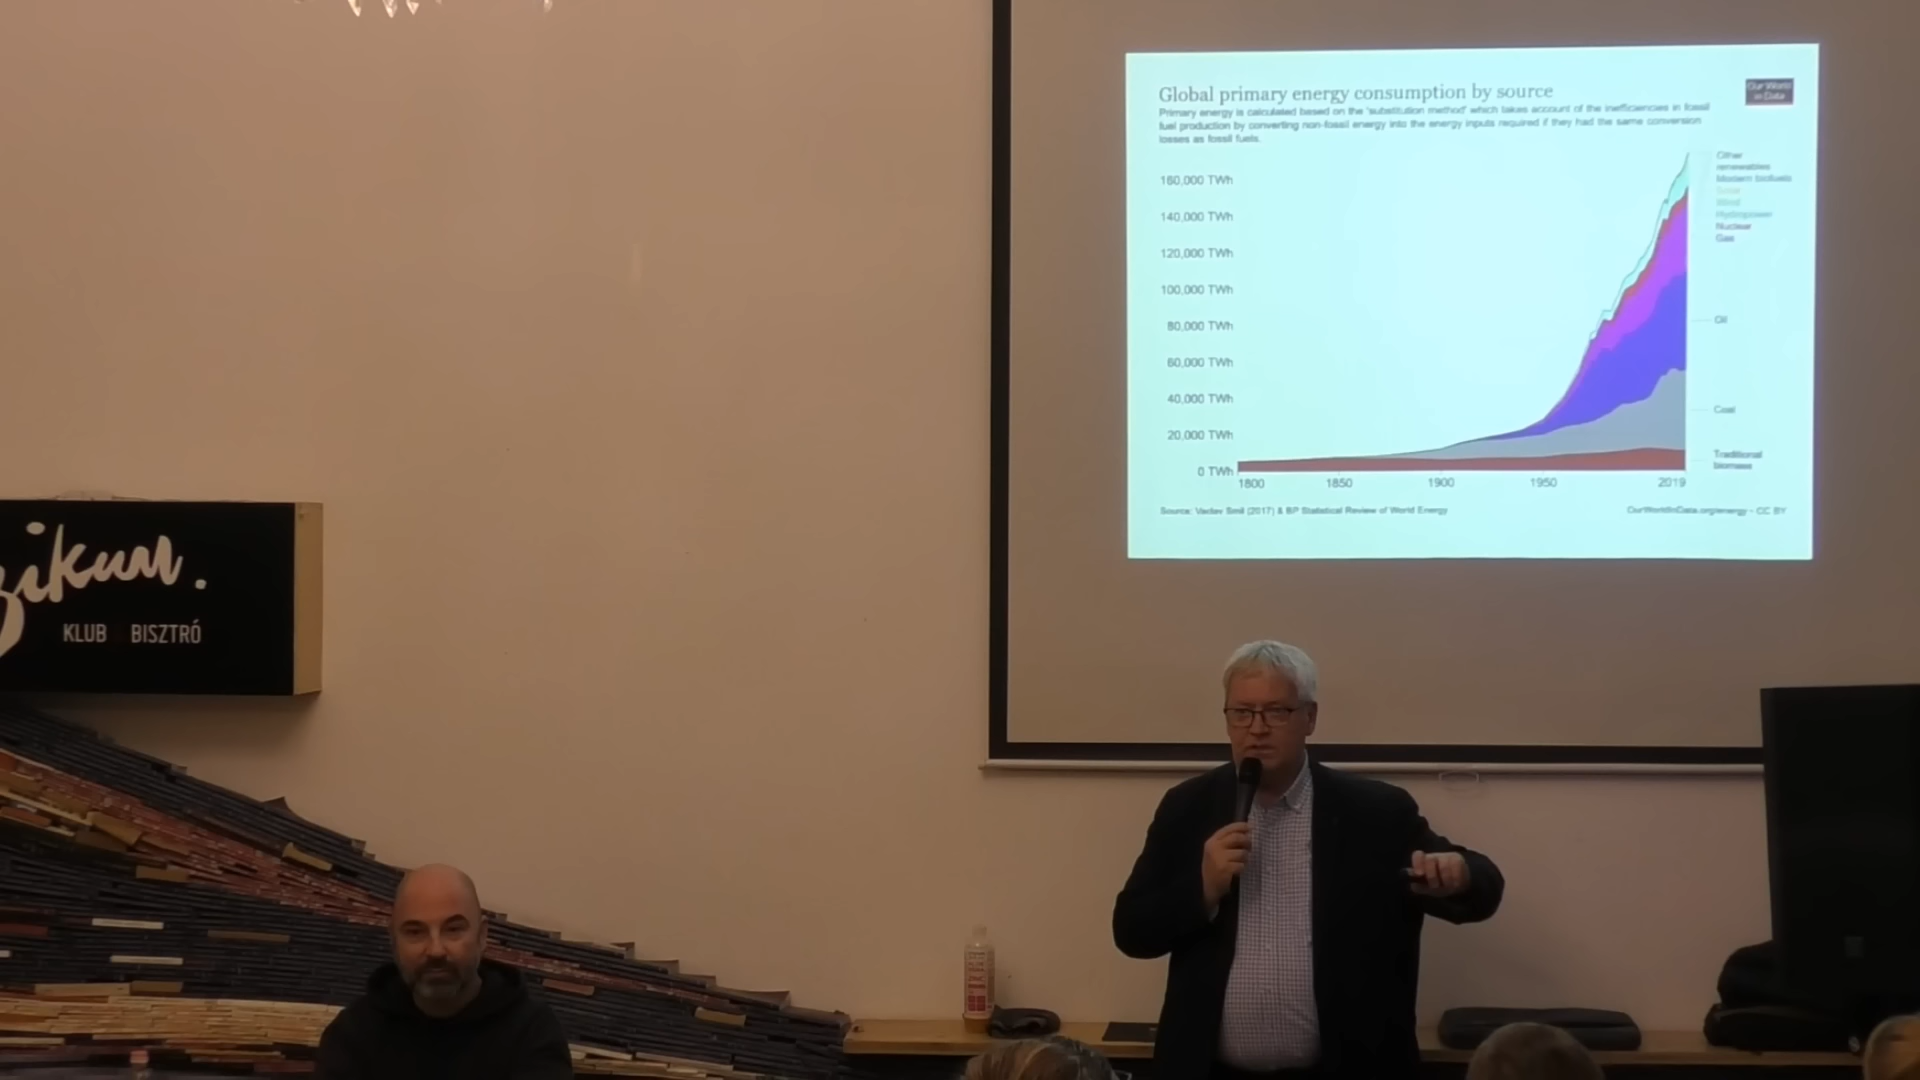 Global primary energy consumption by source
Our World
in Data
Primary energy is calculated based on the 'substitution method' which takes account of the inefficiencies in fossil
fuel production by converting non-fossil energy into the energy inputs required if they had the same conversion
losses as fossil fuels.
160,000 TWh
140,000 TWh
120,000 TWh
100,000 TWh
80,000 TWh
60,000 TWh
40,000 TWh
20,000 TWh
0 TWh
1800
1850
1900
1950
2019
Other
renewables
Modern biofuels
Solar
Wind
Hydropower
Nuclear
Gas
Oil
Coal
Traditional
biomass
Source: Vaclav Smil (2017) & BP Statistical Review of World Energy
OurWorldInData.org/energy • CC BY
zikum.
KLUB BISZTRÓ